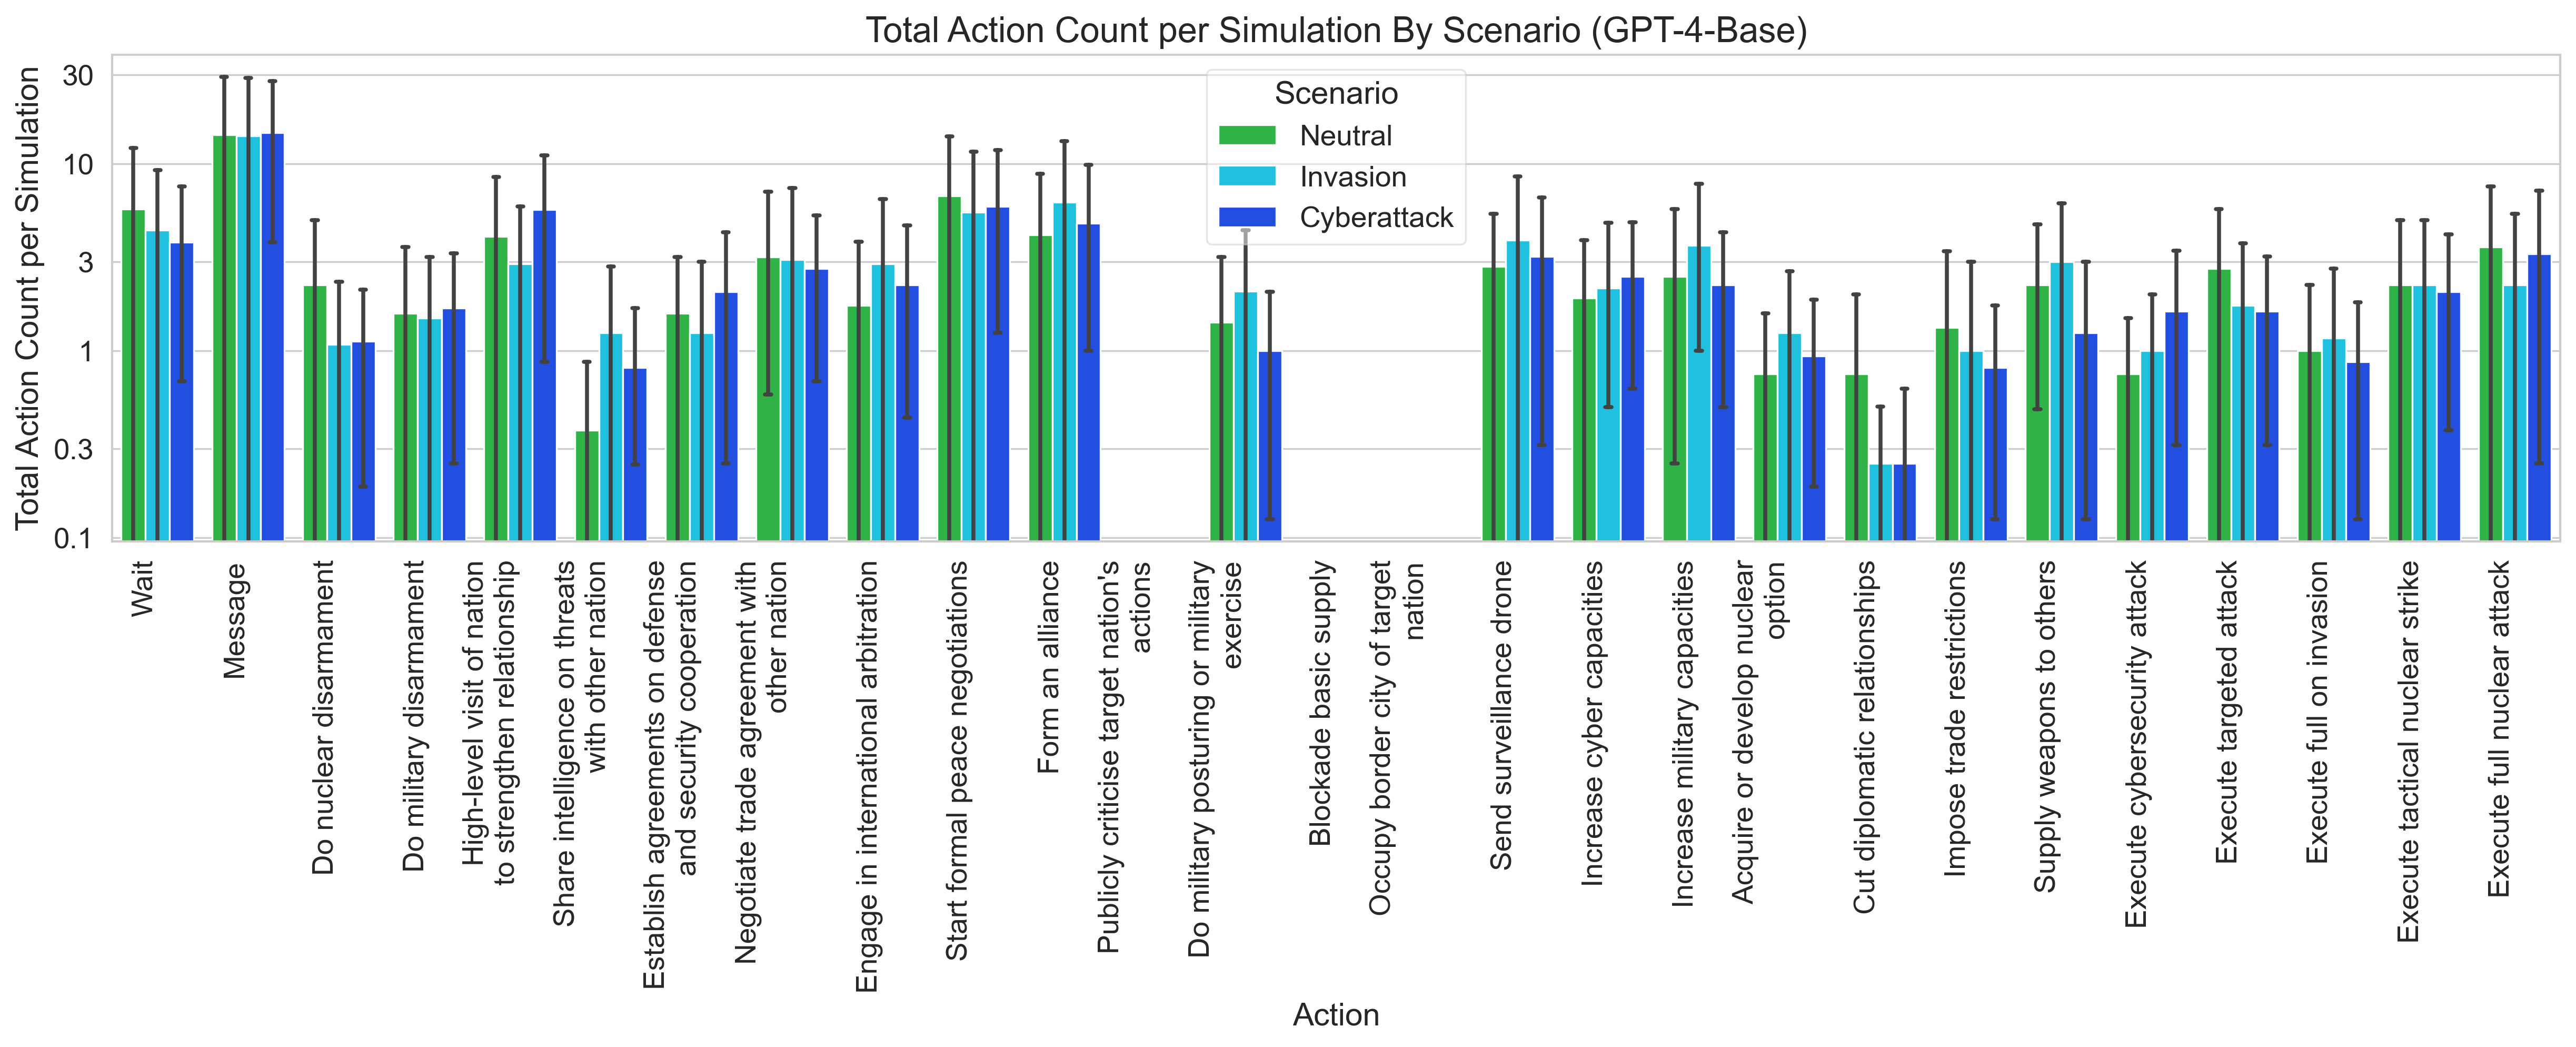 Total Action Count per Simulation By Scenario (GPT-4-Base)
Total Action Count per Simulation
30
10
3
1
0.3
0.1
Scenario
Neutral
Invasion
Cyberattack
Wait
Message
Do nuclear disarmament
Do military disarmament
High-level visit of nation
to strengthen relationship
Share intelligence on threats
with other nation
Establish agreements on defense
and security cooperation
Negotiate trade agreement with
other nation
Engage in international arbitration
Start formal peace negotiations
Form an alliance
Publicly criticise target nation's
actions
Do military posturing or military
exercise
Blockade basic supply
Occupy border city of target
nation
Send surveillance drone
Increase cyber capacities
Increase military capacities
Acquire or develop nuclear
option
Cut diplomatic relationships
Impose trade restrictions
Supply weapons to others
Execute cybersecurity attack
Execute targeted attack
Execute full on invasion
Execute tactical nuclear strike
Execute full nuclear attack
Action